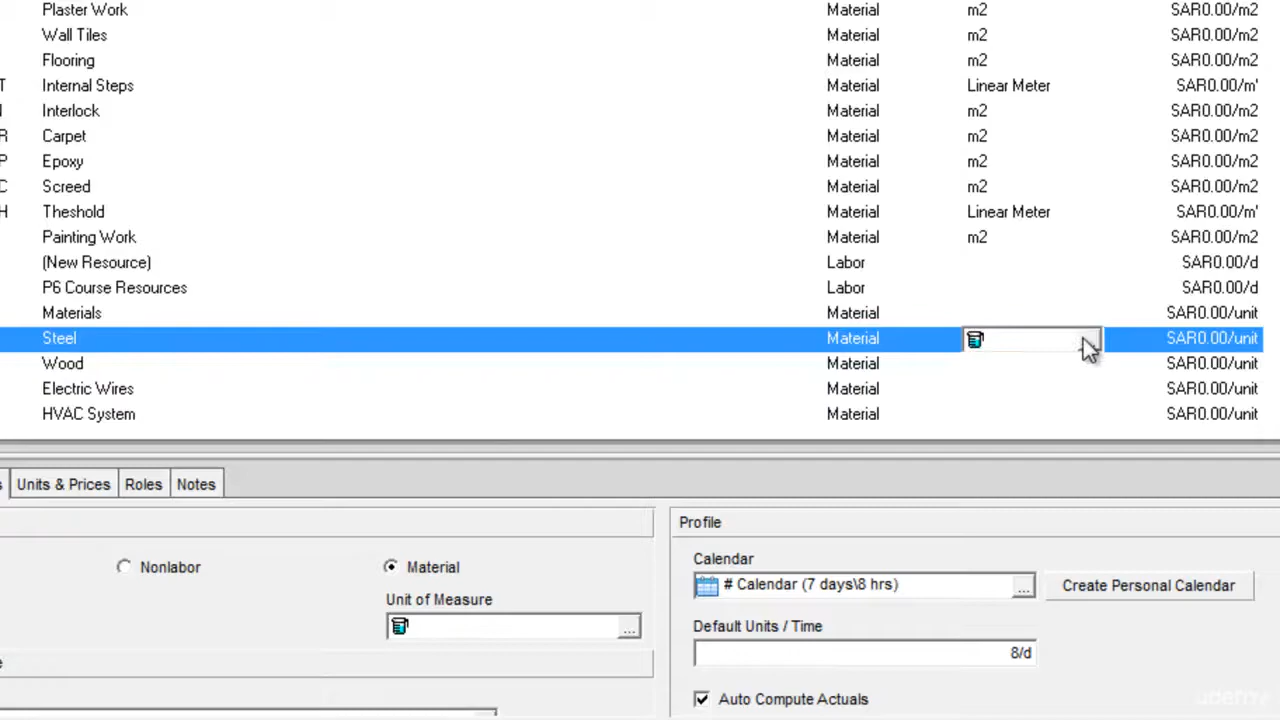 Plaster Work Material m2 SAR0.00/m2
Wall Tiles Material m2 SAR0.00/m2
Flooring Material m2 SAR0.00/m2
T Internal Steps Material Linear Meter SAR0.00/m'
Interlock Material m2 SAR0.00/m2
R Carpet Material m2 SAR0.00/m2
P Epoxy Material m2 SAR0.00/m2
C Screed Material m2 SAR0.00/m2
H Theshold Material Linear Meter SAR0.00/m'
Painting Work Material m2 SAR0.00/m2
(New Resource) Labor SAR0.00/d
P6 Course Resources Labor SAR0.00/d
Materials Material SAR0.00/unit
Steel Material SAR0.00/unit
Wood Material SAR0.00/unit
Electric Wires Material SAR0.00/unit
HVAC System Material SAR0.00/unit
Units & Prices Roles Notes
Profile
Nonlabor Material
Unit of Measure
...
Calendar
# Calendar (7 days\8 hrs) ... Create Personal Calendar
Default Units / Time
8/d
Auto Compute Actuals
udemy